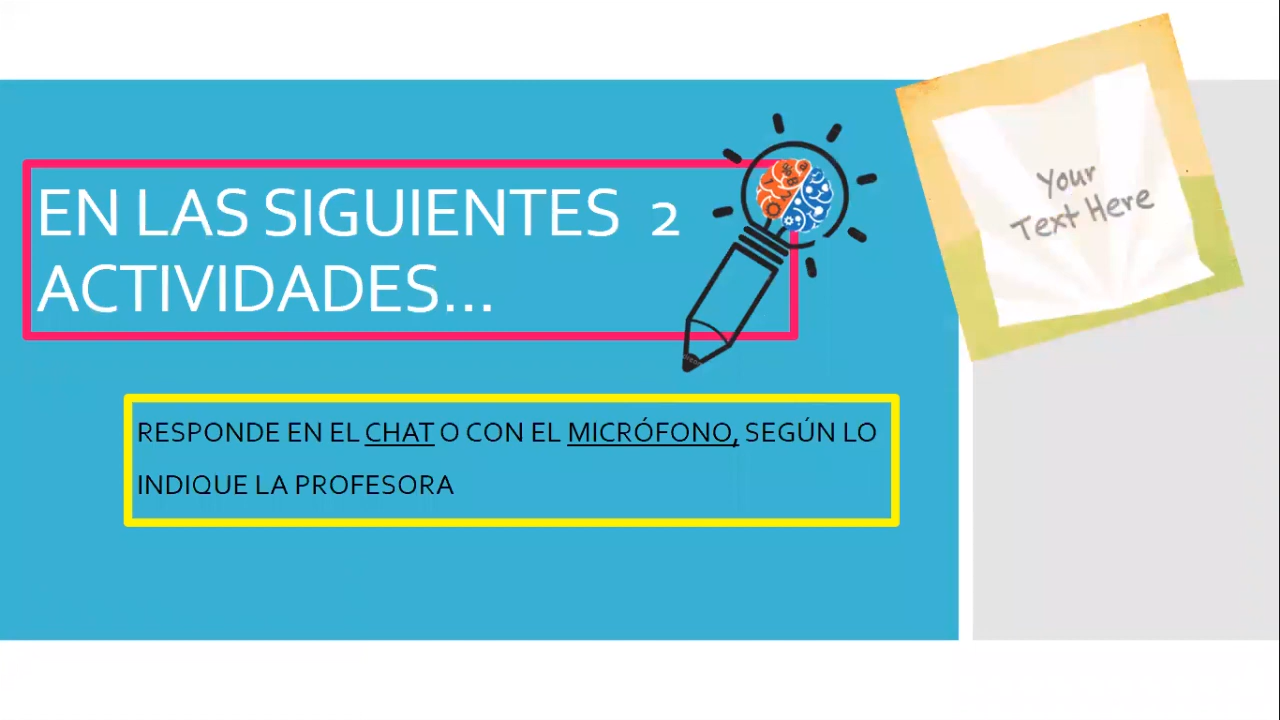 EN LAS SIGUIENTES 2
ACTIVIDADES...
Your
Text Here
RESPONDE EN EL CHAT O CON EL MICRÓFONO, SEGÚN LO
INDIQUE LA PROFESORA